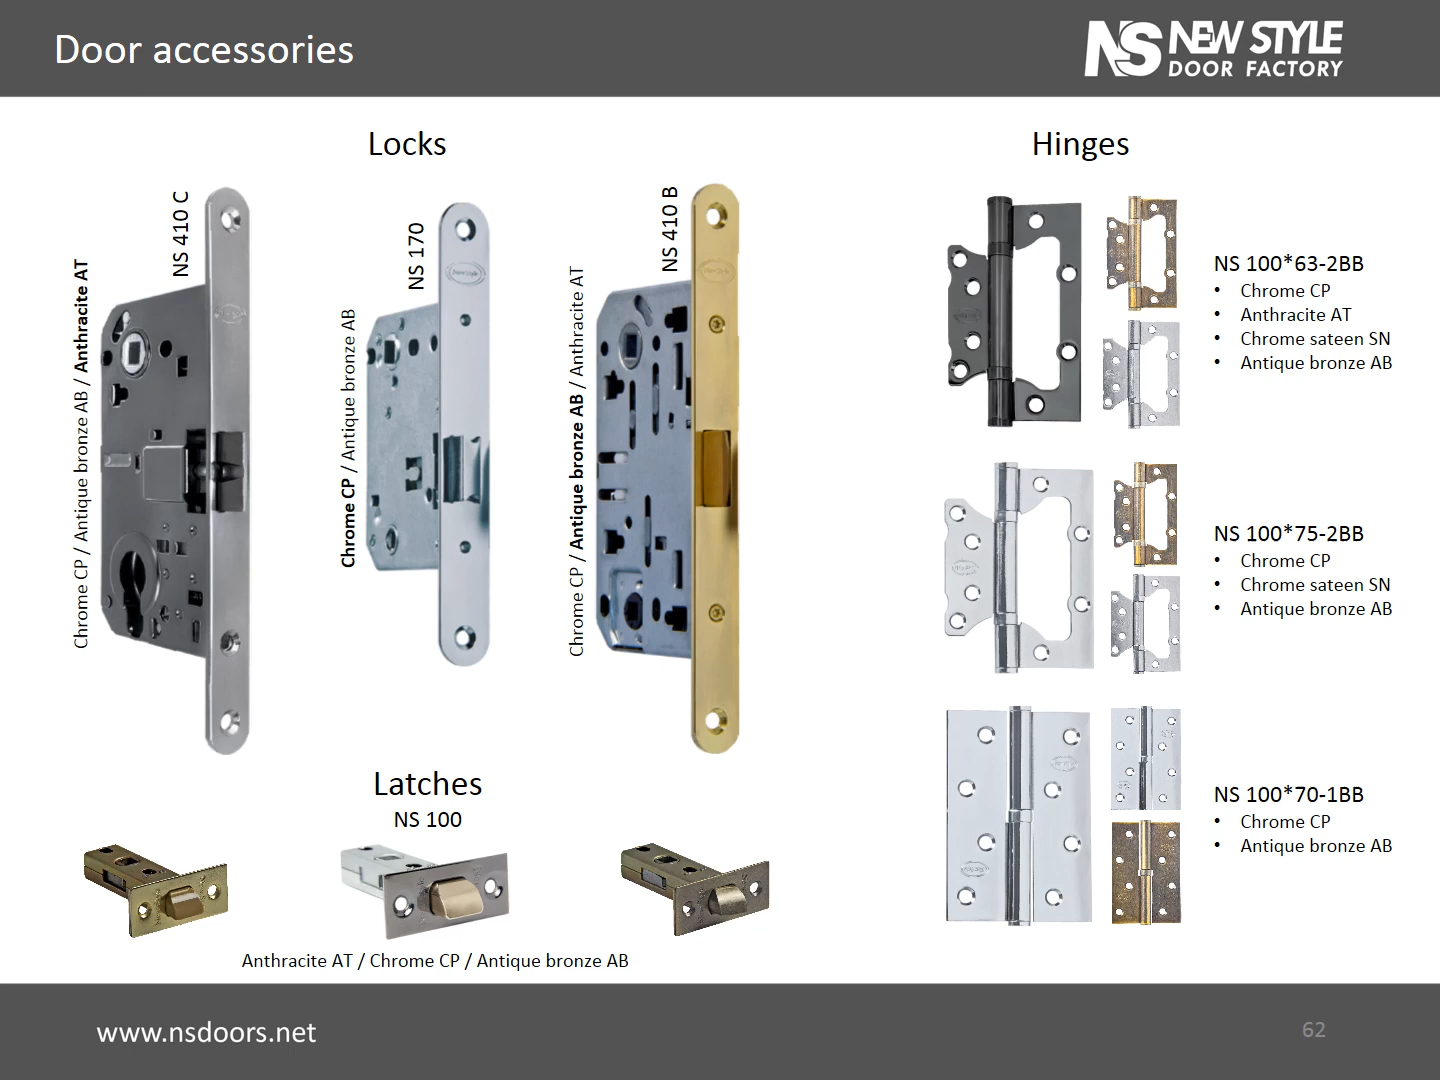 Door accessories
NS NEW STYLE
DOOR FACTORY
Locks
Hinges
NS 410 C
Chrome CP / Antique bronze AB / Anthracite AT
NS 170
Chrome CP / Antique bronze AB
NS 410 B
Chrome CP / Antique bronze AB / Anthracite AT
NS 100*63-2BB
• Chrome CP
• Anthracite AT
• Chrome sateen SN
• Antique bronze AB
NS 100*75-2BB
• Chrome CP
• Chrome sateen SN
• Antique bronze AB
NS 100*70-1BB
• Chrome CP
• Antique bronze AB
Latches
NS 100
Anthracite AT / Chrome CP / Antique bronze AB
www.nsdoors.net
62